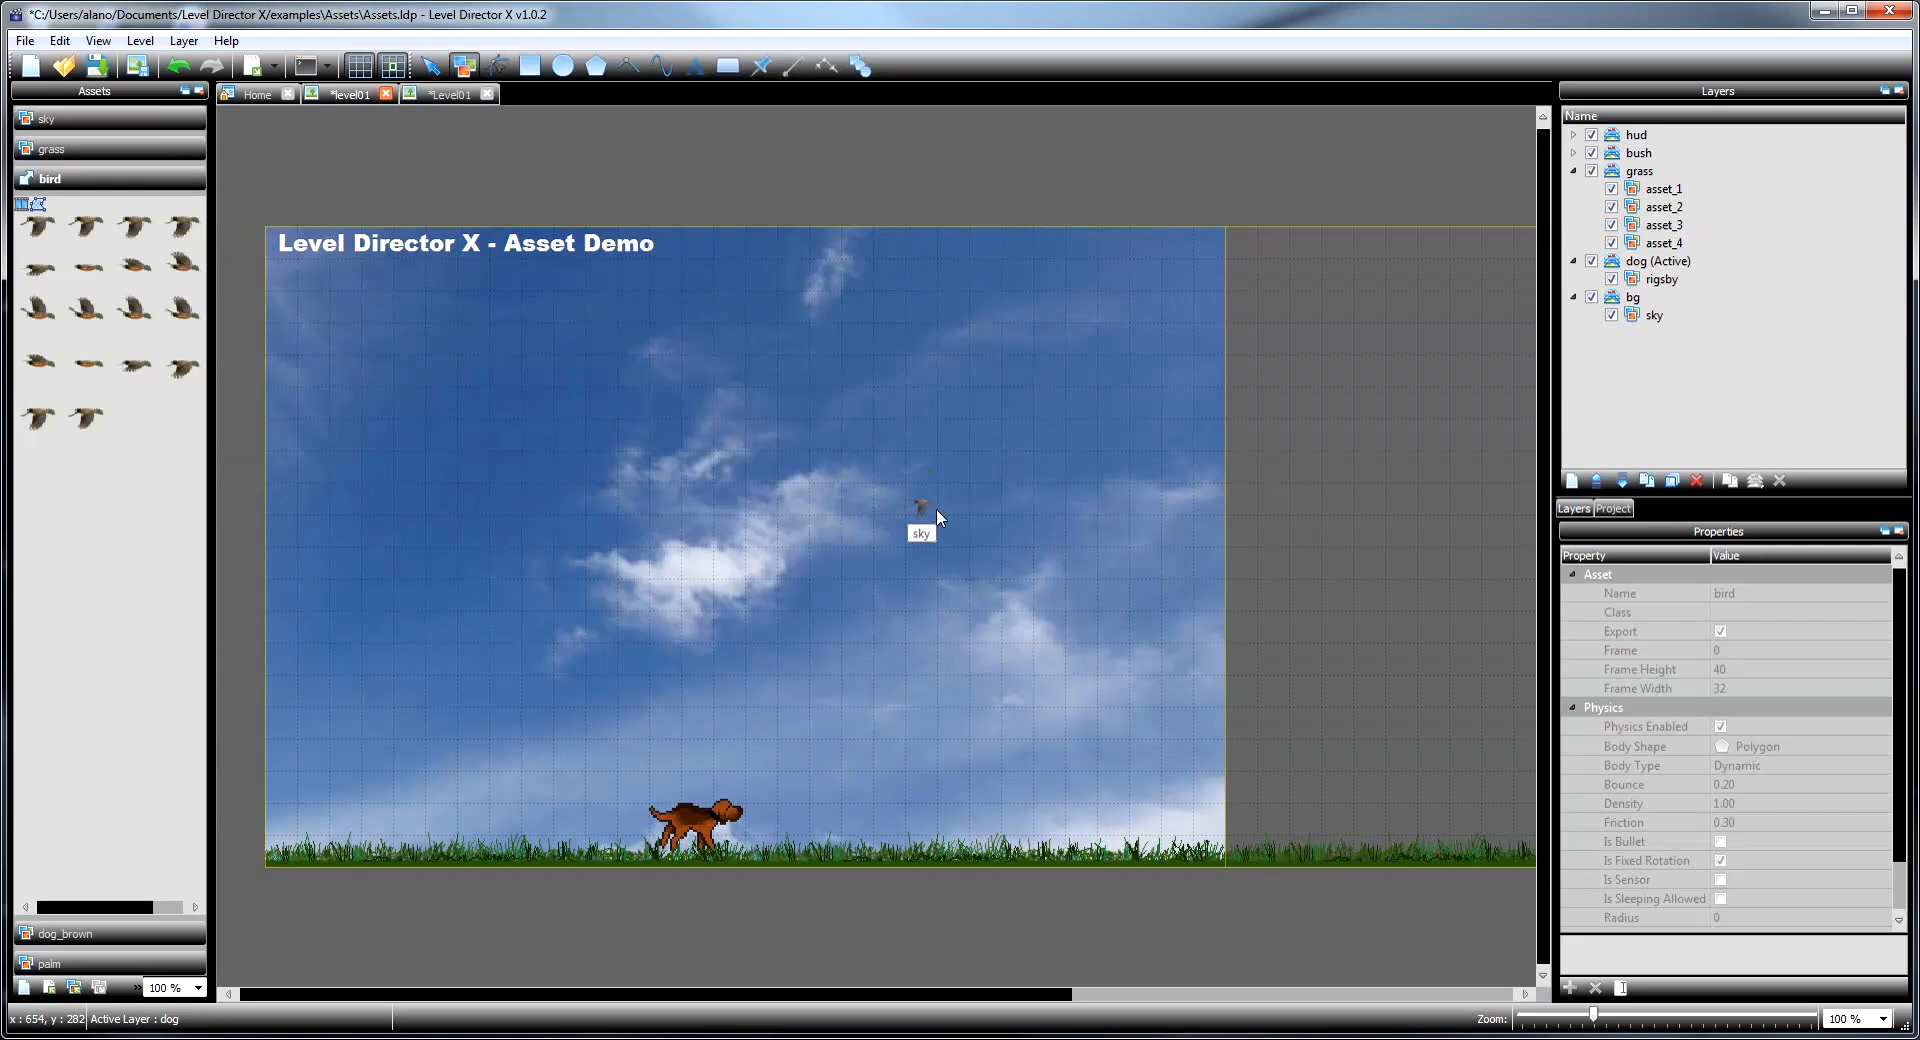 *C:/Users/alano/Documents/Level Director X/examples\Assets\Assets.ldp - Level Director X v1.0.2
File Edit View Level Layer Help
Assets
Home *level01 *Level01
Layers
sky
grass
bird
dog_brown
palm
100 %
Level Director X - Asset Demo
sky
Name
hud
bush
grass
asset_1
asset_2
asset_3
asset_4
dog (Active)
rigsby
bg
sky
Layers Project
Properties
Property Value
Asset
Name bird
Class
Export
Frame 0
Frame Height 40
Frame Width 32
Physics
Physics Enabled
Body Shape Polygon
Body Type Dynamic
Bounce 0.20
Density 1.00
Friction 0.30
Is Bullet
Is Fixed Rotation
Is Sensor
Is Sleeping Allowed
Radius 0
x : 654, y : 282 Active Layer : dog
Zoom: 100 %